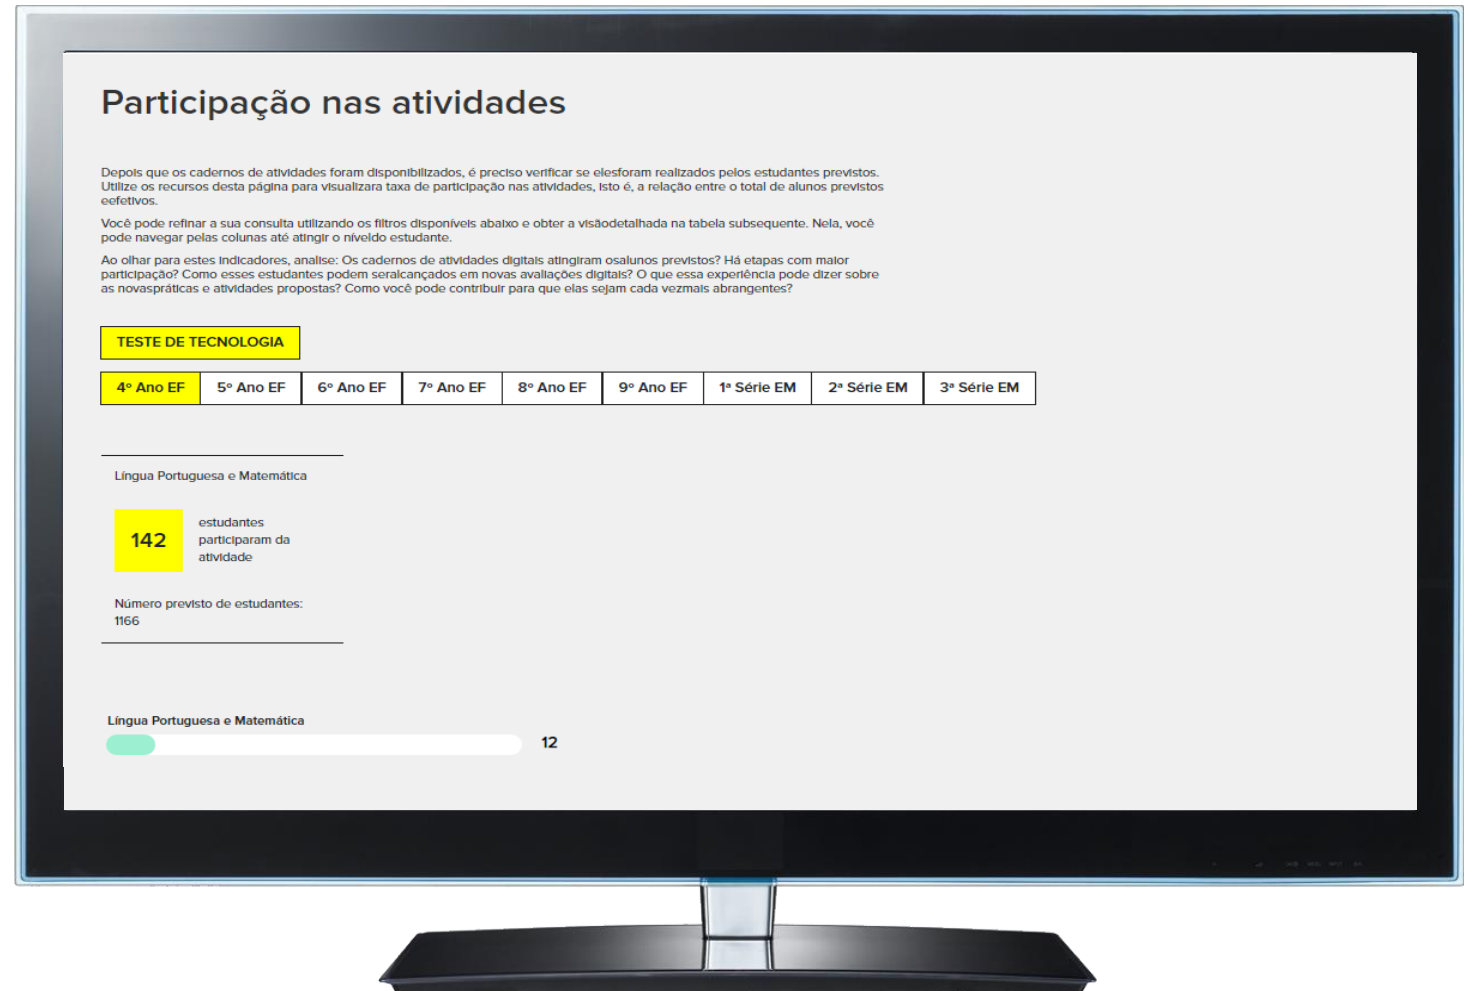 Participação nas atividades
Depois que os cadernos de atividades foram disponibilizados, é preciso verificar se elesforam realizados pelos estudantes previstos.
Utilize os recursos desta página para visualizara taxa de participação nas atividades, isto é, a relação entre o total de alunos previstos
eefetivos.
Você pode refinar a sua consulta utilizando os filtros disponíveis abaixo e obter a visãodetalhada na tabela subsequente. Nela, você
pode navegar pelas colunas até atingir o níveldo estudante.
Ao olhar para estes indicadores, analise: Os cadernos de atividades digitais atingiram osalunos previstos? Há etapas com maior
participação? Como esses estudantes podem seralcançados em novas avaliações digitais? O que essa experiência pode dizer sobre
as novaspráticas e atividades propostas? Como você pode contribuir para que elas sejam cada vezmais abrangentes?
TESTE DE TECNOLOGIA
4º Ano EF 5º Ano EF 6º Ano EF 7º Ano EF 8º Ano EF 9º Ano EF 1ª Série EM 2ª Série EM 3ª Série EM
Língua Portuguesa e Matemática
estudantes
142 participaram da
atividade
Número previsto de estudantes:
1166
Língua Portuguesa e Matemática
12